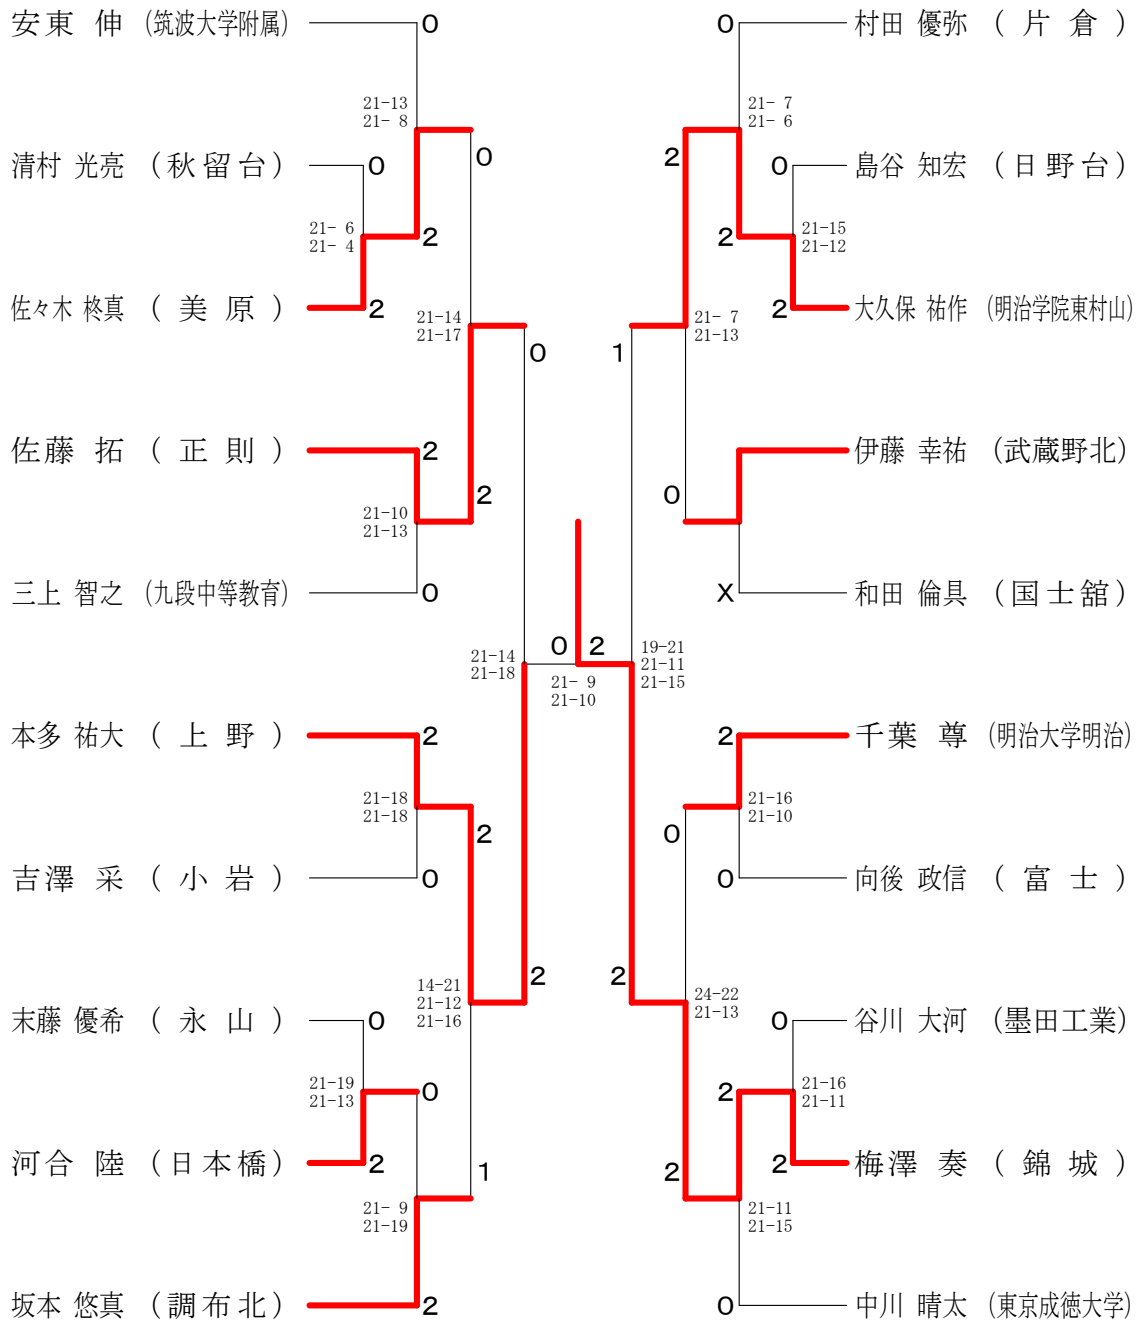 安東 伸 (筑波大学附属) 0
0 村田 優弥 ( 片 倉 )
21-13
21- 8
21- 7
21- 6
清村 光亮 ( 秋 留 台 ) 0
0
2
0 島谷 知宏 ( 日 野 台 )
21- 6
21- 4
2
2
21-15
21-12
佐々木 柊真 ( 美 原 ) 2
2 大久保 祐作 (明治学院東村山)
21-14
21-17
21- 7
21-13
0
1
佐藤 拓 ( 正 則 ) 2
伊藤 幸祐 (武蔵野北)
2
0
21-10
21-13
三上 智之 (九段中等教育) 0
X 和田 倫具 ( 国 士 舘 )
21-14
21-18
0 2
19-21
21-11
21-15
21- 9
21-10
本多 祐大 ( 上 野 ) 2
2 千葉 尊 (明治大学明治)
21-18
21-18
21-16
21-10
2
0
吉澤 采 ( 小 岩 ) 0
0 向後 政信 ( 富 士 )
2
2
14-21
21-12
21-16
24-22
21-13
末藤 優希 ( 永 山 ) 0
0 谷川 大河 (墨田工業)
21-19
21-13
0
2
21-16
21-11
河合 陸 ( 日 本 橋 ) 2
2 梅澤 奏 ( 錦 城 )
1
2
21- 9
21-19
21-11
21-15
坂本 悠真 ( 調 布 北 ) 2
0 中川 晴太 (東京成徳大学)